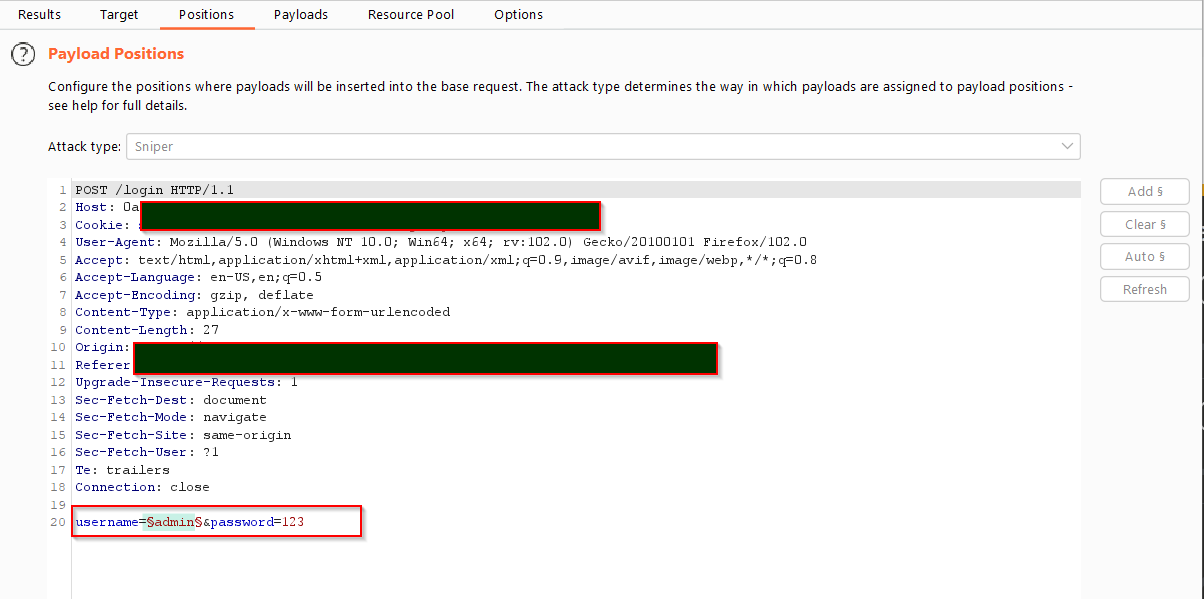 Results Target Positions Payloads Resource Pool Options
? Payload Positions
Configure the positions where payloads will be inserted into the base request. The attack type determines the way in which payloads are assigned to payload positions -
see help for full details.
Attack type: Sniper
1 POST /login HTTP/1.1
2 Host: 0a
3 Cookie:
4 User-Agent: Mozilla/5.0 (Windows NT 10.0; Win64; x64; rv:102.0) Gecko/20100101 Firefox/102.0
5 Accept: text/html,application/xhtml+xml,application/xml;q=0.9,image/avif,image/webp,*/*;q=0.8
6 Accept-Language: en-US,en;q=0.5
7 Accept-Encoding: gzip, deflate
8 Content-Type: application/x-www-form-urlencoded
9 Content-Length: 27
10 Origin:
11 Referer
12 Upgrade-Insecure-Requests: 1
13 Sec-Fetch-Dest: document
14 Sec-Fetch-Mode: navigate
15 Sec-Fetch-Site: same-origin
16 Sec-Fetch-User: ?1
17 Te: trailers
18 Connection: close
19
20 username=§admin§&password=123
Add §
Clear §
Auto §
Refresh